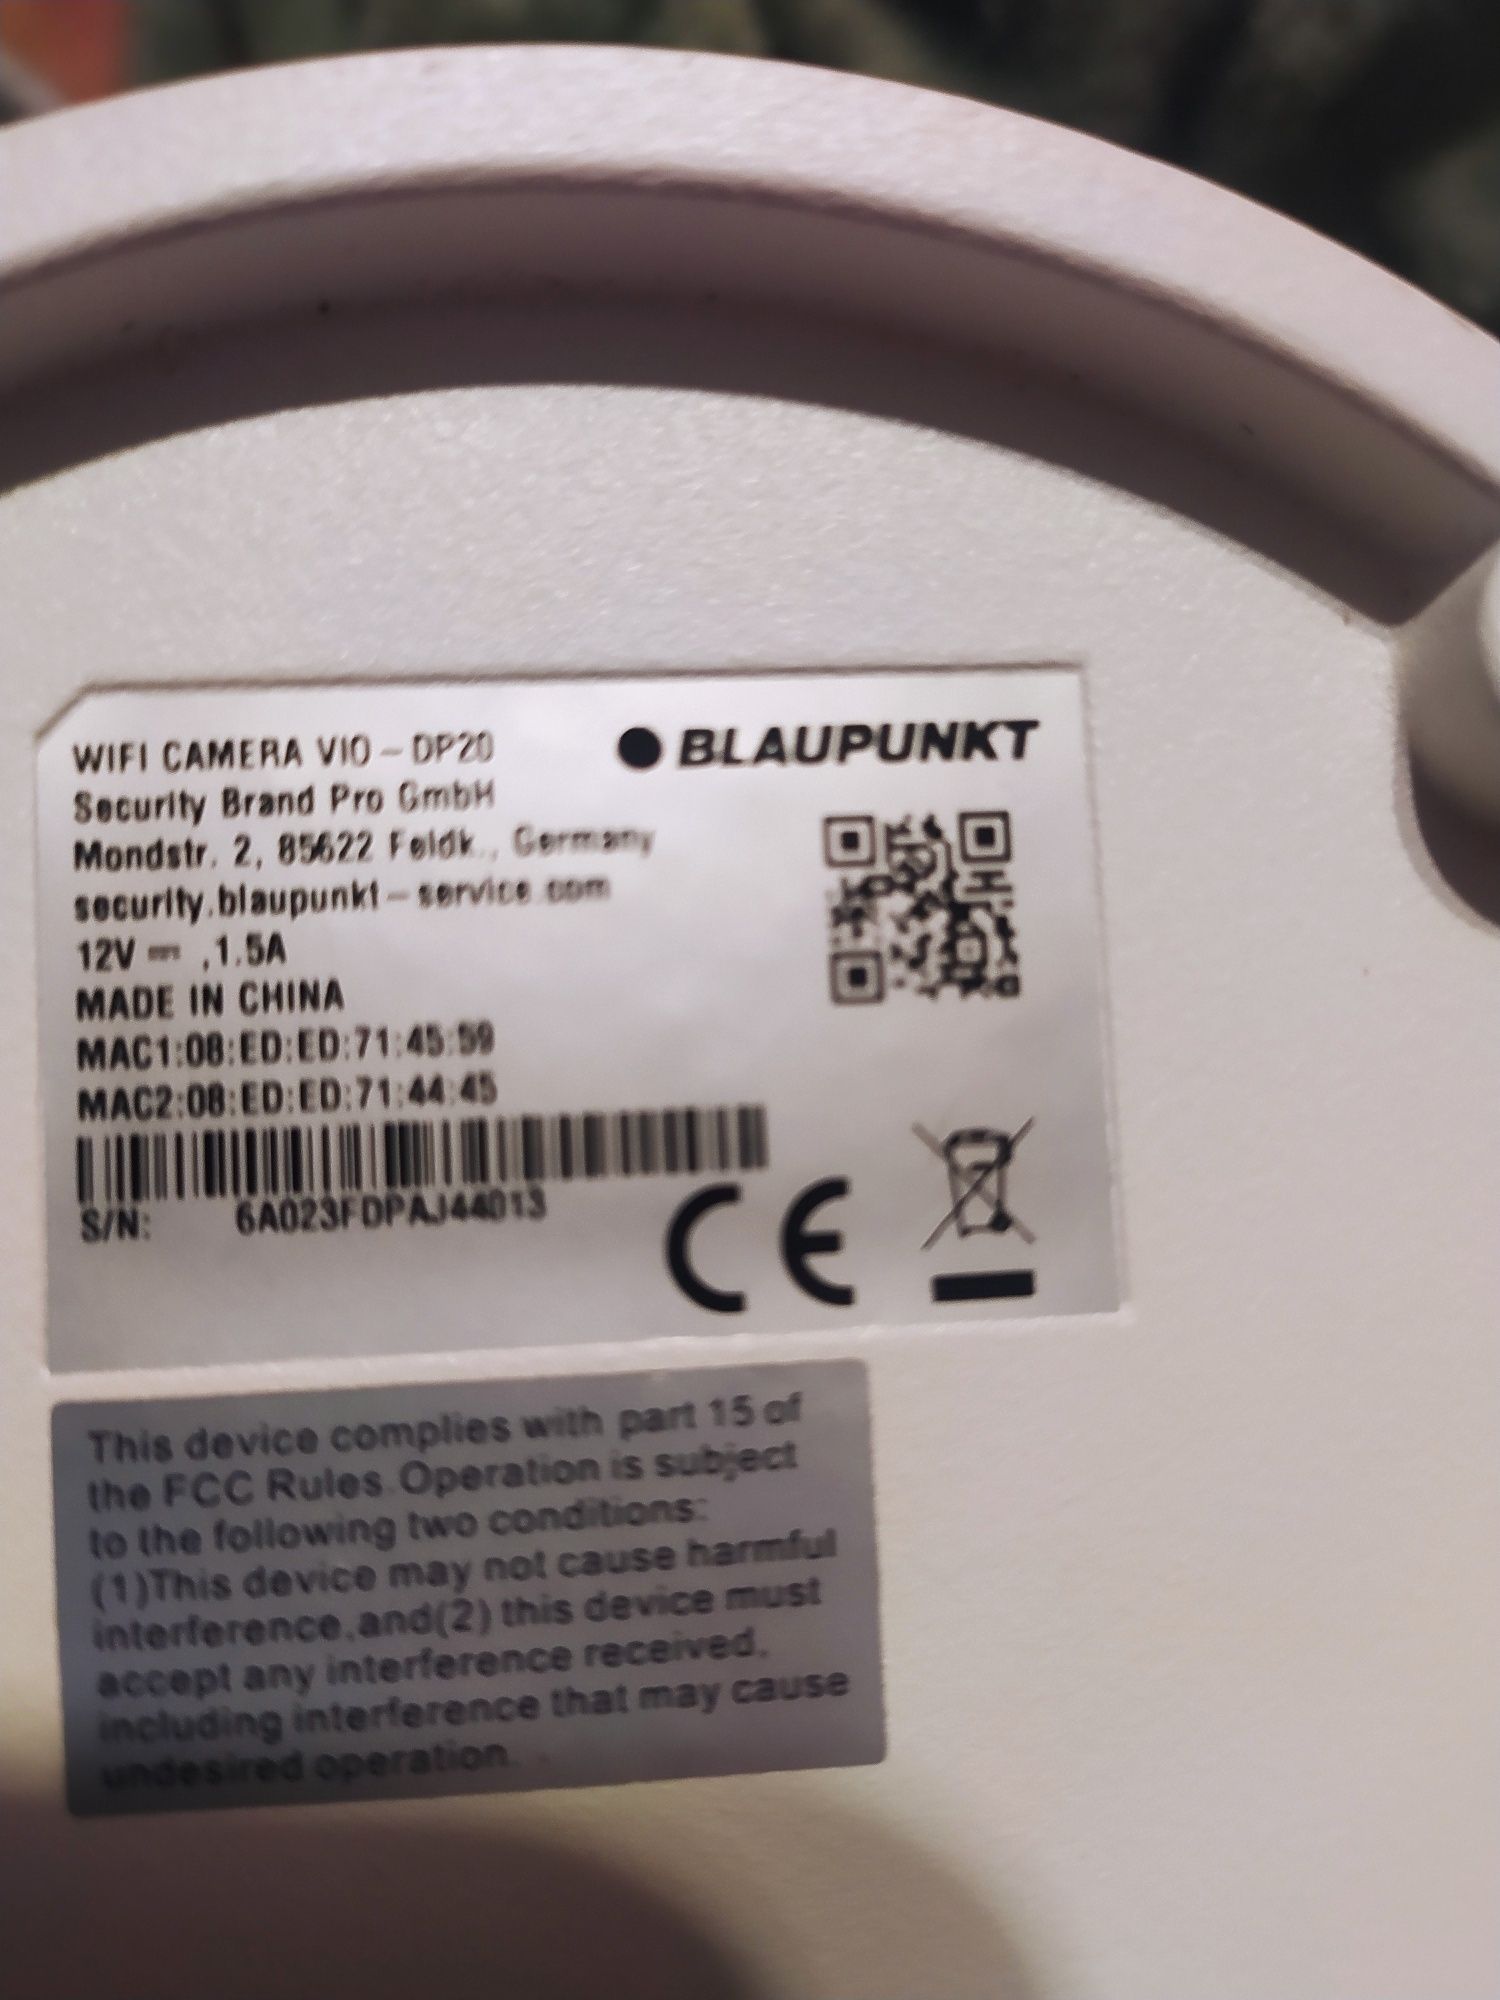 WIFI CAMERA VIO - DP20
BLAUPUNKT
Security Brand Pro GmbH
Mondstr. 2, 85622 Feldk., Germany
security.blaupunkt-service.com
12V ⎓ ,1.5A
MADE IN CHINA
MAC1:08:ED:ED:71:45:59
MAC2:08:ED:ED:71:44:45
S/N: 6A023FDPAJ44013
CE
This device complies with part 15 of
the FCC Rules.Operation is subject
to the following two conditions:
(1)This device may not cause harmful
interference,and(2) this device must
accept any interference received,
including interference that may cause
undesired operation.